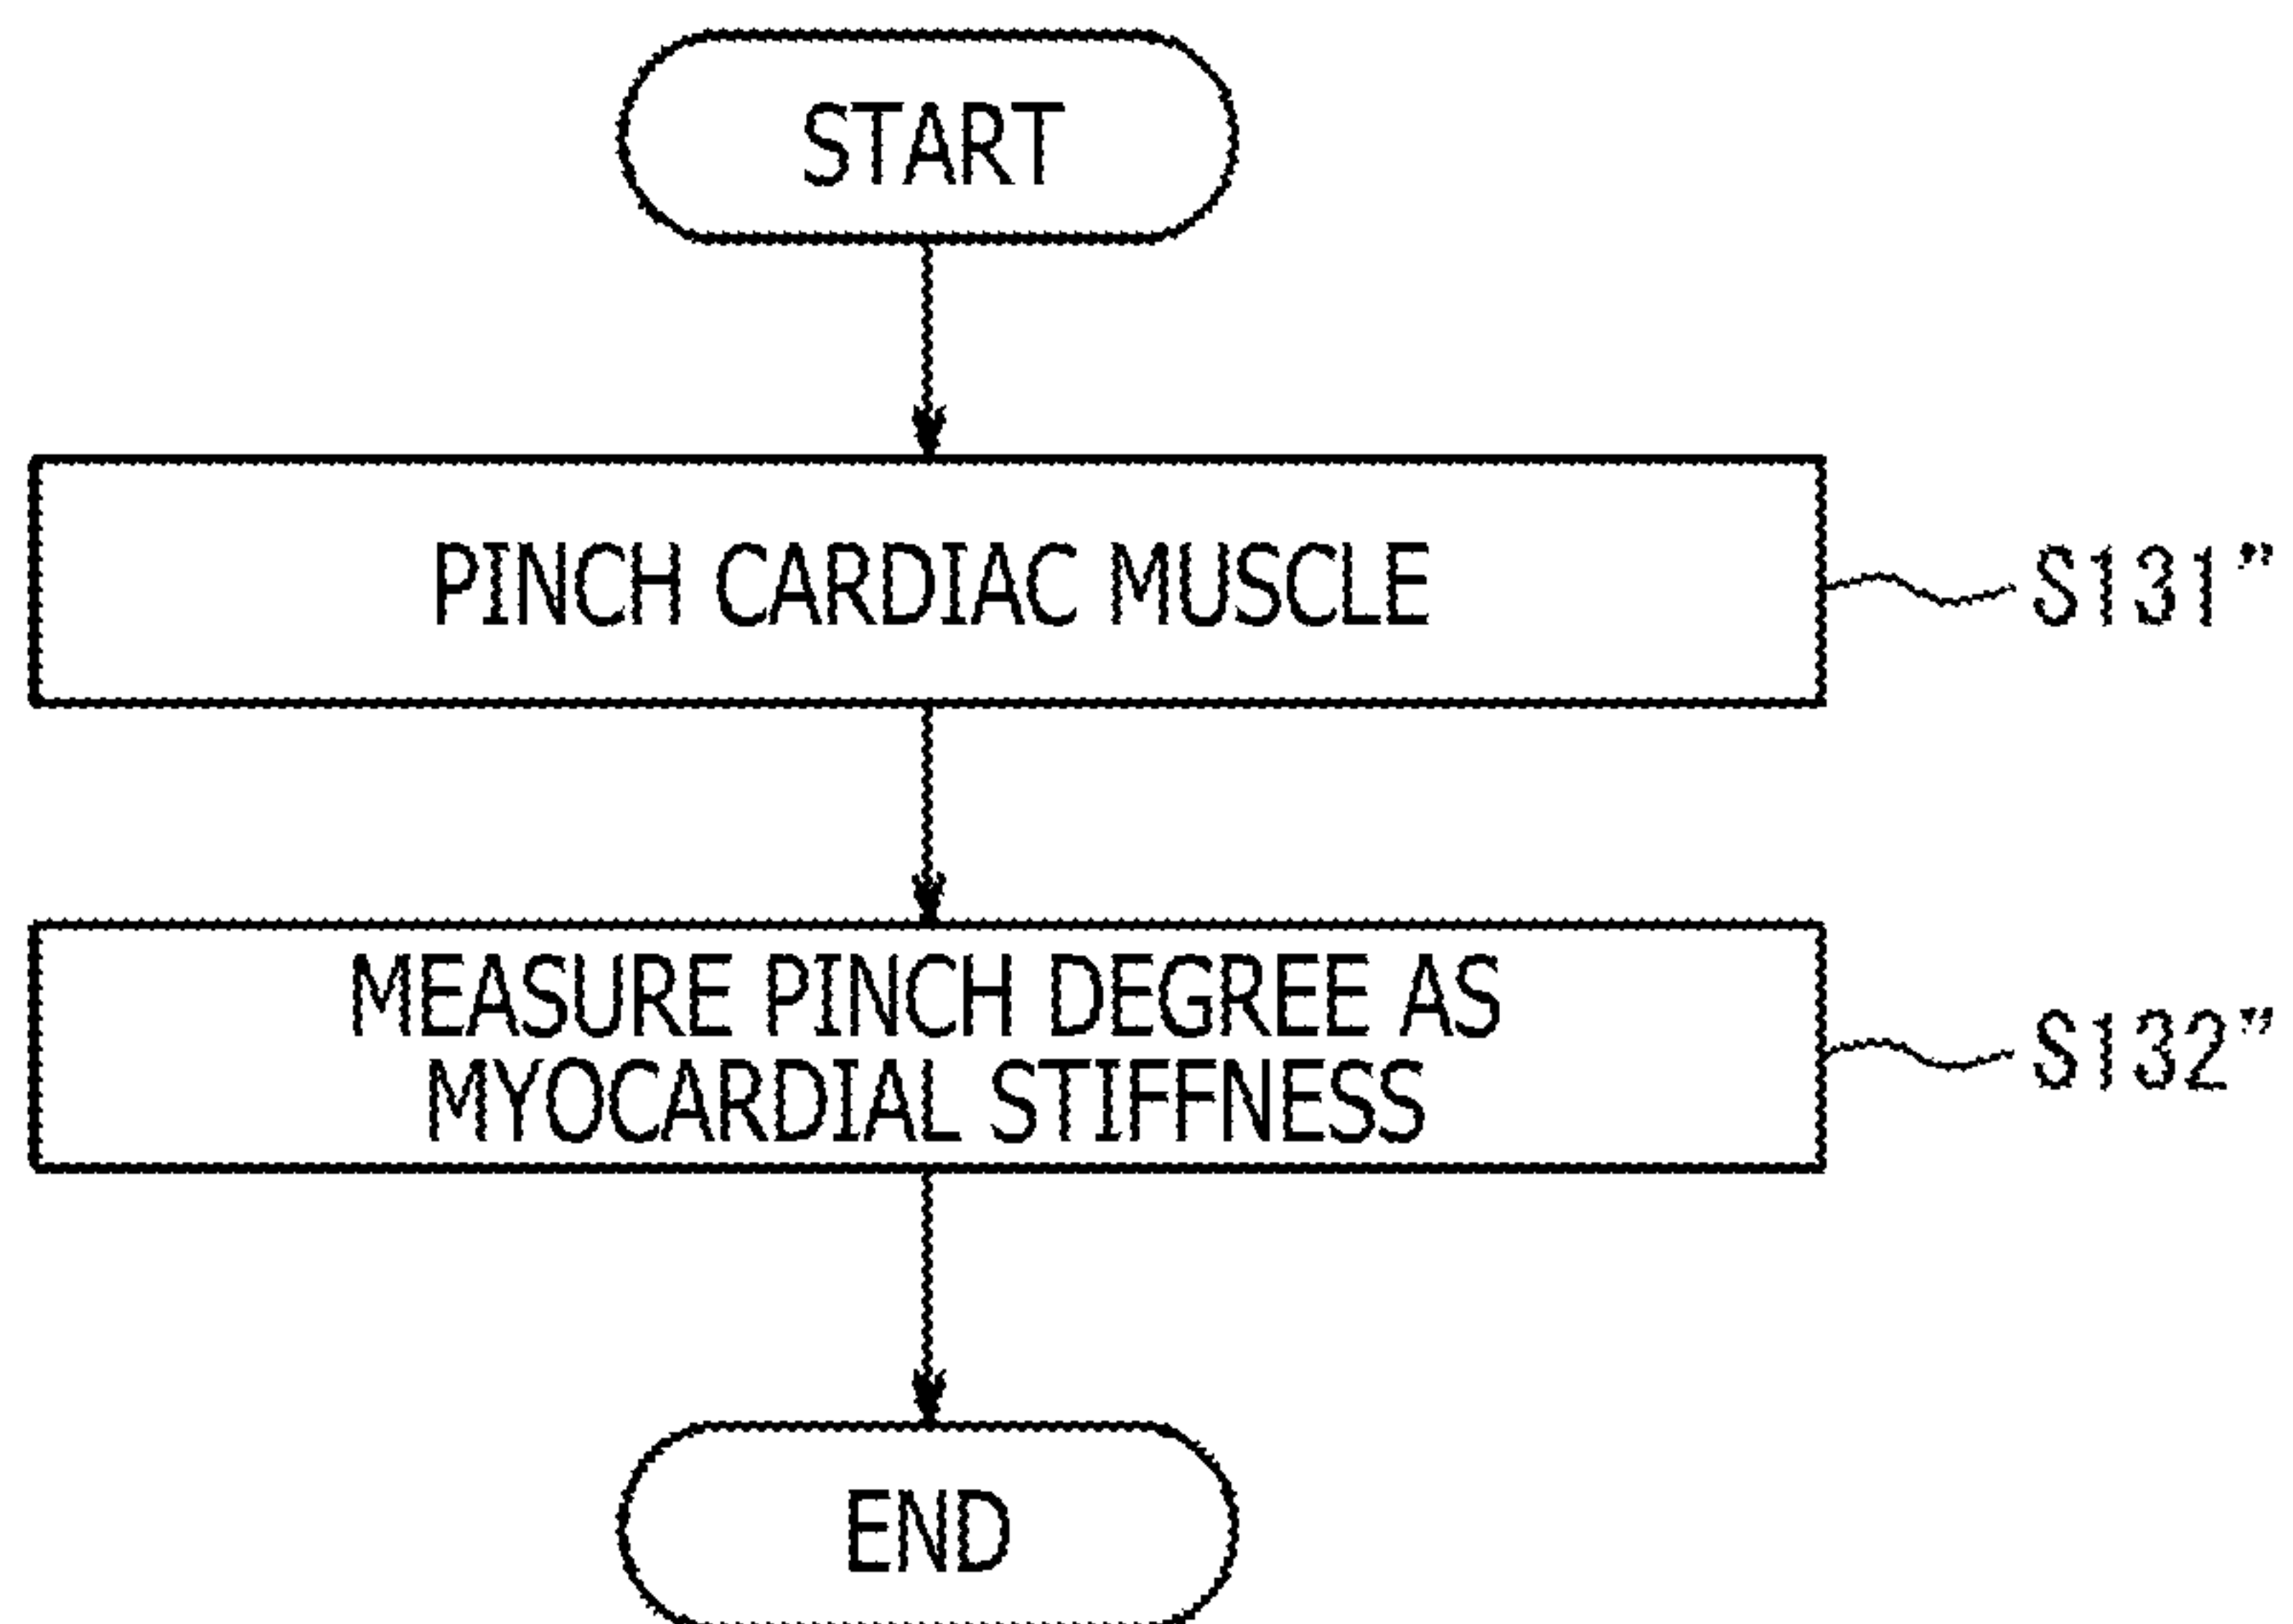 START
PINCH CARDIAC MUSCLE
S131”
MEASURE PINCH DEGREE AS
MYOCARDIAL STIFFNESS
S132”
END